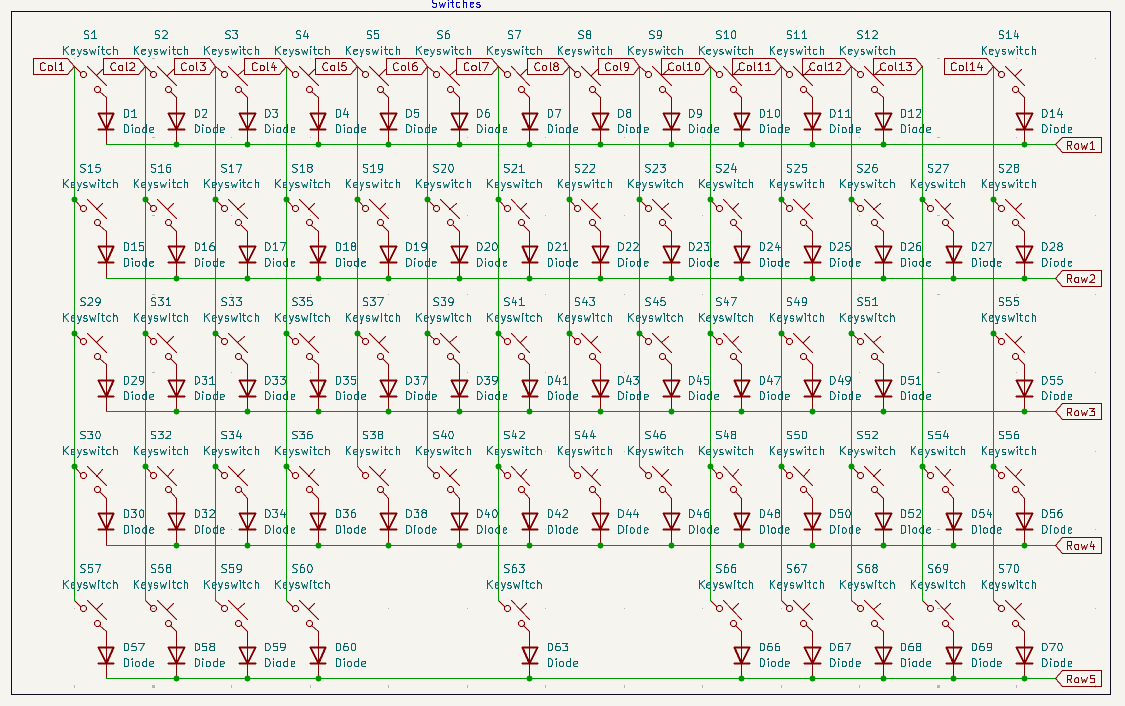 Switches
S1 S2 S3 S4 S5 S6 S7 S8 S9 S10 S11 S12 S14
Keyswitch Keyswitch Keyswitch Keyswitch Keyswitch Keyswitch Keyswitch Keyswitch Keyswitch Keyswitch Keyswitch Keyswitch Keyswitch
Col1 Col2 Col3 Col4 Col5 Col6 Col7 Col8 Col9 Col10 Col11 Col12 Col13 Col14
D1 D2 D3 D4 D5 D6 D7 D8 D9 D10 D11 D12 D14
Diode Diode Diode Diode Diode Diode Diode Diode Diode Diode Diode Diode Diode
Row1
S15 S16 S17 S18 S19 S20 S21 S22 S23 S24 S25 S26 S27 S28
Keyswitch Keyswitch Keyswitch Keyswitch Keyswitch Keyswitch Keyswitch Keyswitch Keyswitch Keyswitch Keyswitch Keyswitch Keyswitch Keyswitch
D15 D16 D17 D18 D19 D20 D21 D22 D23 D24 D25 D26 D27 D28
Diode Diode Diode Diode Diode Diode Diode Diode Diode Diode Diode Diode Diode Diode
Row2
S29 S31 S33 S35 S37 S39 S41 S43 S45 S47 S49 S51 S55
Keyswitch Keyswitch Keyswitch Keyswitch Keyswitch Keyswitch Keyswitch Keyswitch Keyswitch Keyswitch Keyswitch Keyswitch Keyswitch
D29 D31 D33 D35 D37 D39 D41 D43 D45 D47 D49 D51 D55
Diode Diode Diode Diode Diode Diode Diode Diode Diode Diode Diode Diode Diode
Row3
S30 S32 S34 S36 S38 S40 S42 S44 S46 S48 S50 S52 S54 S56
Keyswitch Keyswitch Keyswitch Keyswitch Keyswitch Keyswitch Keyswitch Keyswitch Keyswitch Keyswitch Keyswitch Keyswitch Keyswitch Keyswitch
D30 D32 D34 D36 D38 D40 D42 D44 D46 D48 D50 D52 D54 D56
Diode Diode Diode Diode Diode Diode Diode Diode Diode Diode Diode Diode Diode Diode
Row4
S57 S58 S59 S60 S63 S66 S67 S68 S69 S70
Keyswitch Keyswitch Keyswitch Keyswitch Keyswitch Keyswitch Keyswitch Keyswitch Keyswitch Keyswitch
D57 D58 D59 D60 D63 D66 D67 D68 D69 D70
Diode Diode Diode Diode Diode Diode Diode Diode Diode Diode
Row5